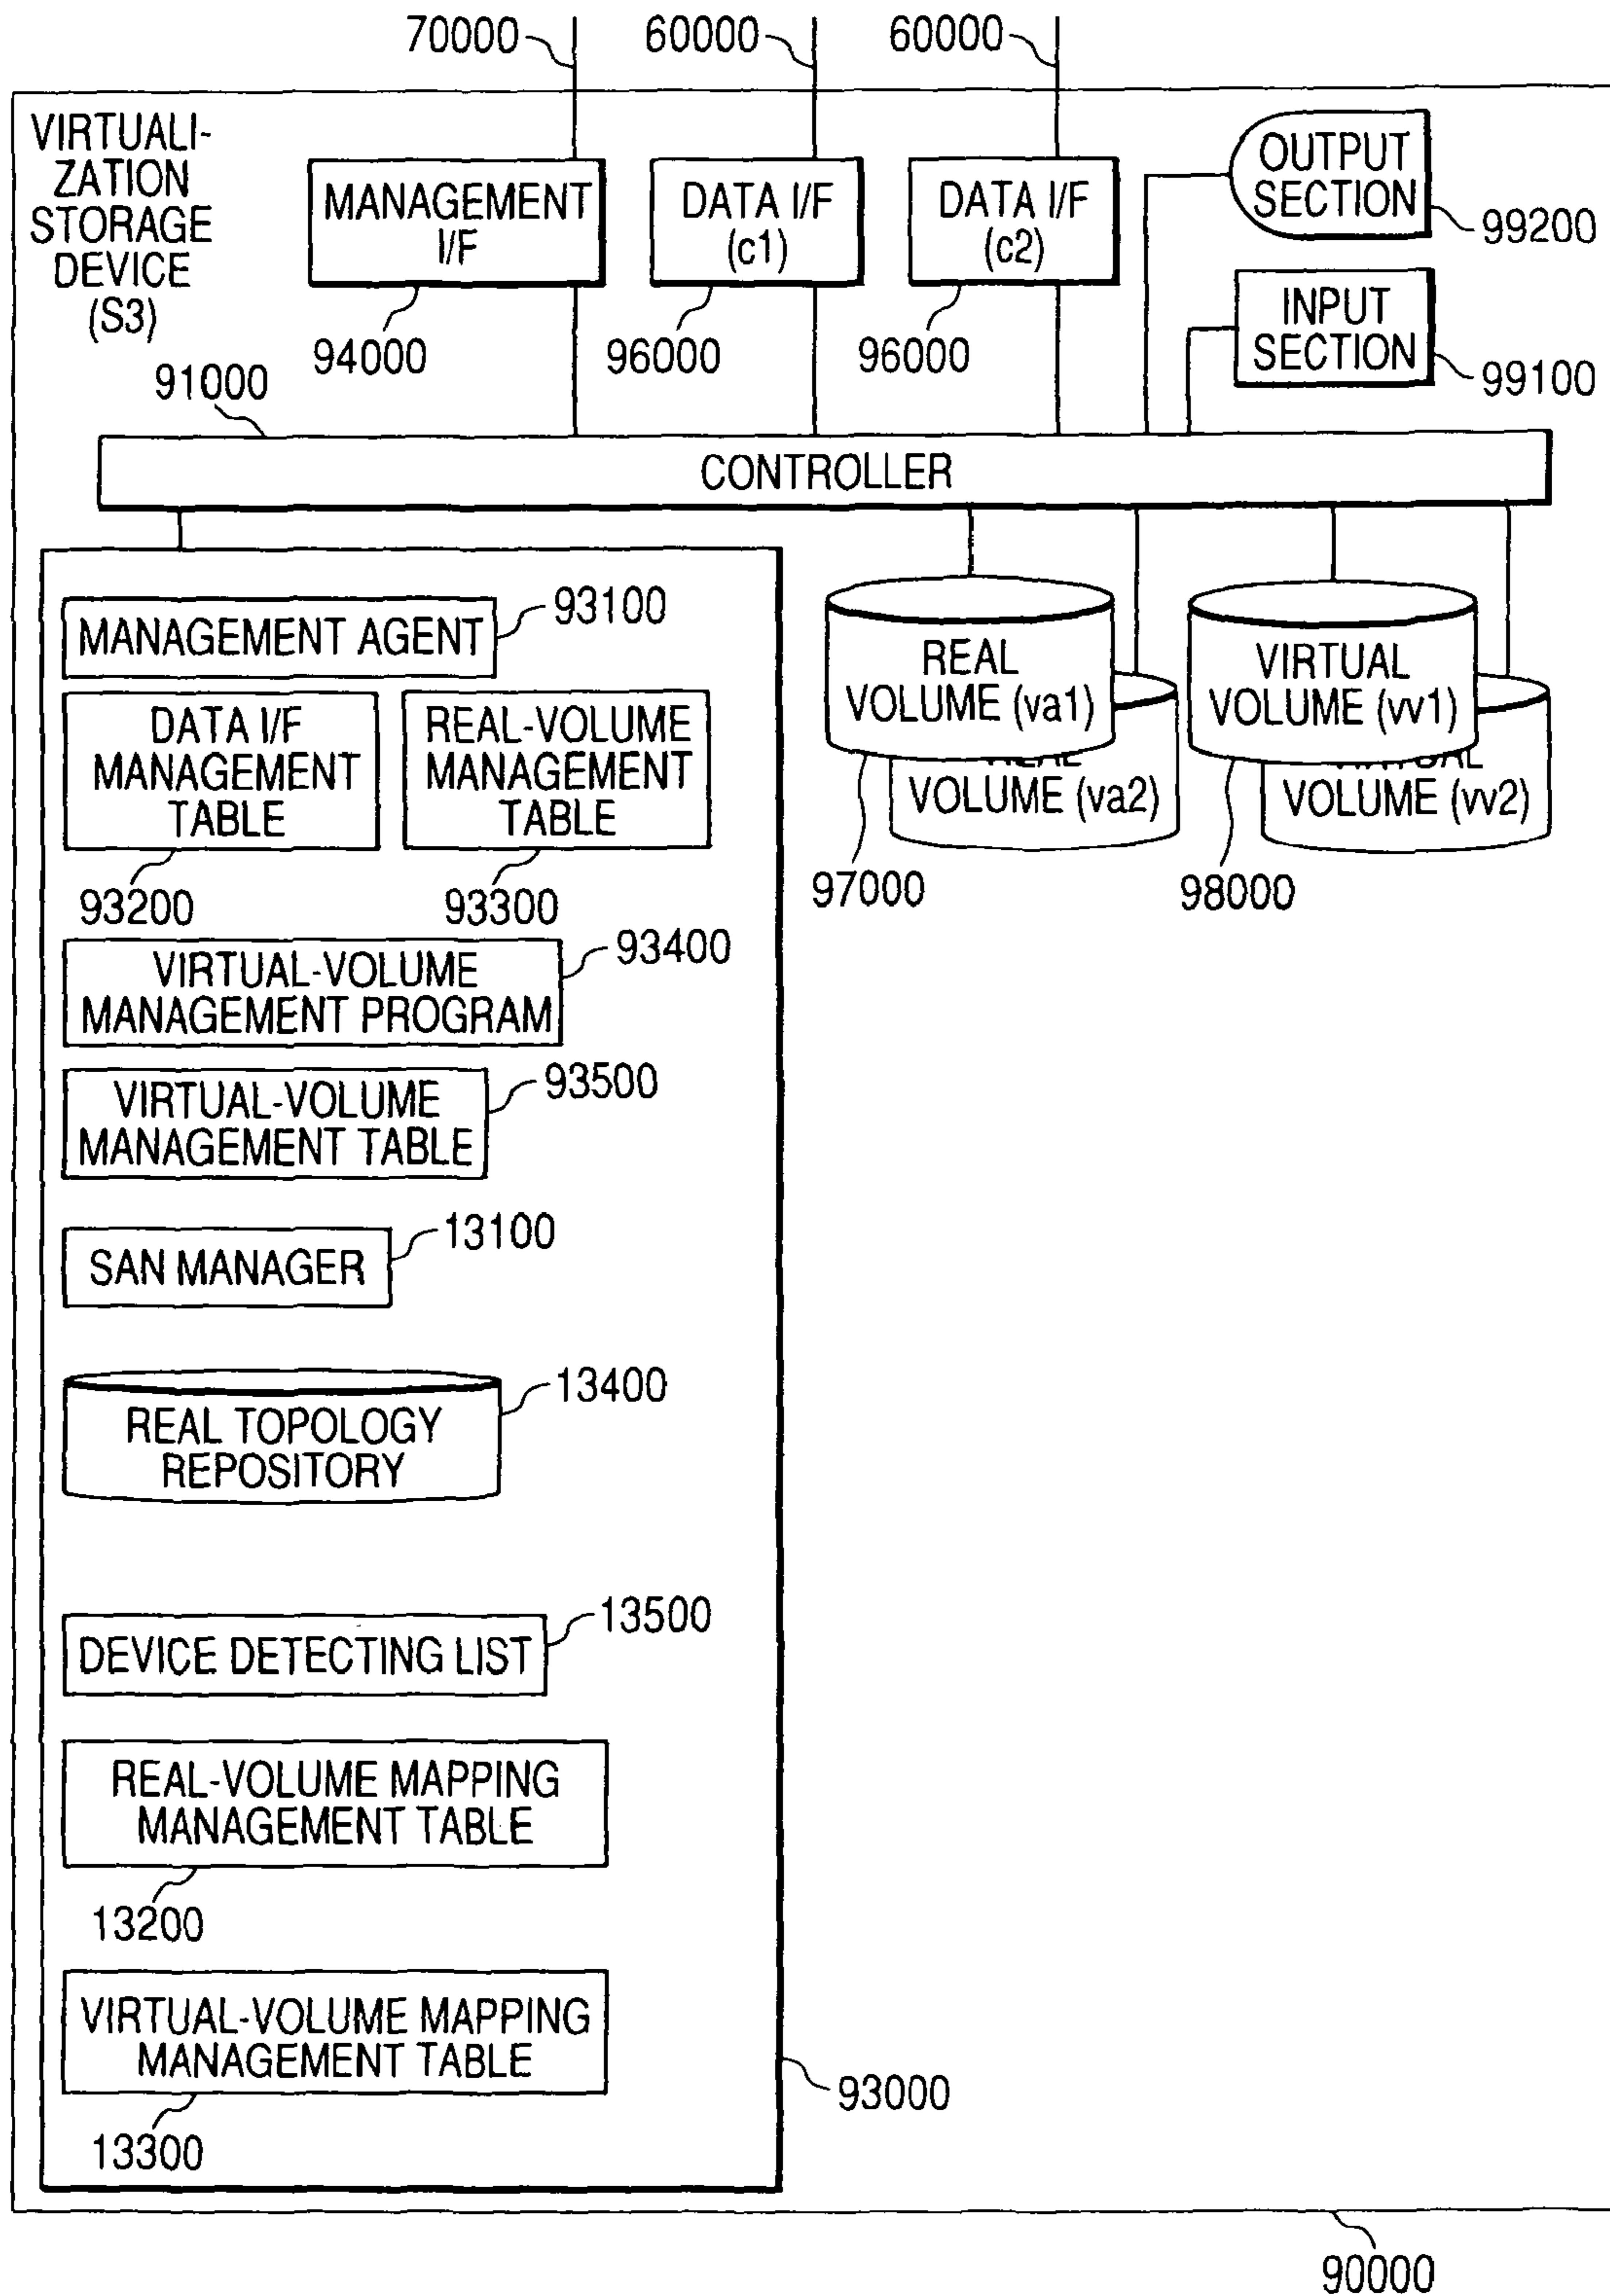 70000
60000
60000
VIRTUALI-
ZATION
STORAGE
DEVICE
(S3)
MANAGEMENT
I/F
94000
DATA I/F
(c1)
96000
DATA I/F
(c2)
96000
OUTPUT
SECTION
99200
INPUT
SECTION
99100
91000
CONTROLLER
MANAGEMENT AGENT
93100
DATA I/F
MANAGEMENT
TABLE
93200
REAL-VOLUME
MANAGEMENT
TABLE
93300
VIRTUAL-VOLUME
MANAGEMENT PROGRAM
93400
VIRTUAL-VOLUME
MANAGEMENT TABLE
93500
SAN MANAGER
13100
REAL TOPOLOGY
REPOSITORY
13400
DEVICE DETECTING LIST
13500
REAL-VOLUME MAPPING
MANAGEMENT TABLE
13200
VIRTUAL-VOLUME MAPPING
MANAGEMENT TABLE
13300
93000
REAL
VOLUME (va1)
VOLUME (va2)
97000
VIRTUAL
VOLUME (vv1)
VOLUME (vv2)
98000
90000